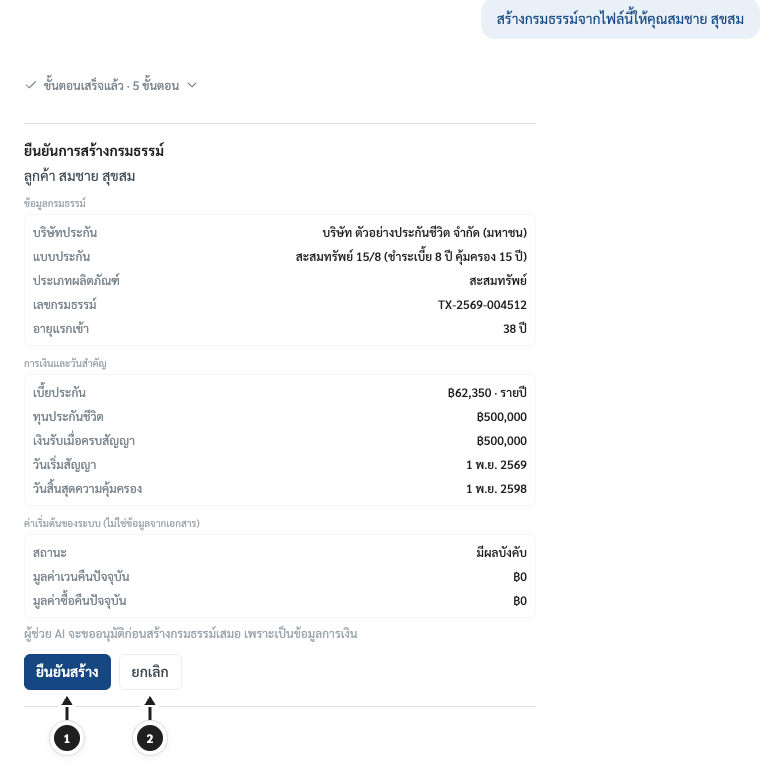 สร้างกรมธรรม์จากไฟล์นี้ให้คุณสมชาย สุขสม
ขั้นตอนเสร็จแล้ว · 5 ขั้นตอน
ยืนยันการสร้างกรมธรรม์
ลูกค้า สมชาย สุขสม
ข้อมูลกรมธรรม์
บริษัทประกัน บริษัท ตัวอย่างประกันชีวิต จำกัด (มหาชน)
แบบประกัน สะสมทรัพย์ 15/8 (ชำระเบี้ย 8 ปี คุ้มครอง 15 ปี)
ประเภทผลิตภัณฑ์ สะสมทรัพย์
เลขกรมธรรม์ TX-2569-004512
อายุแรกเข้า 38 ปี
การเงินและวันสำคัญ
เบี้ยประกัน ฿62,350 · รายปี
ทุนประกันชีวิต ฿500,000
เงินรับเมื่อครบสัญญา ฿500,000
วันเริ่มสัญญา 1 พ.ย. 2569
วันสิ้นสุดความคุ้มครอง 1 พ.ย. 2598
ค่าเริ่มต้นของระบบ (ไม่ใช่ข้อมูลจากเอกสาร)
สถานะ มีผลบังคับ
มูลค่าเวนคืนปัจจุบัน ฿0
มูลค่าซื้อคืนปัจจุบัน ฿0
ผู้ช่วย AI จะขออนุมัติก่อนสร้างกรมธรรม์เสมอ เพราะเป็นข้อมูลการเงิน
ยืนยันสร้าง ยกเลิก
1 2